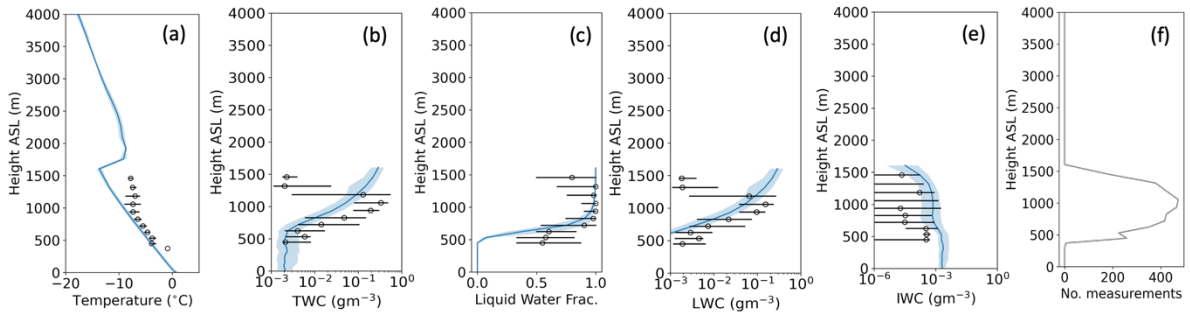 (a)
4000
3500
3000
2500
2000
1500
1000
500
0
Height ASL (m)
−20 −10 0
Temperature (°C)
(b)
4000
3500
3000
2500
2000
1500
1000
500
0
Height ASL (m)
10−3 10−2 10−1 100
TWC (gm−3)
(c)
4000
3500
3000
2500
2000
1500
1000
500
0
Height ASL (m)
0.0 0.5 1.0
Liquid Water Frac.
(d)
4000
3500
3000
2500
2000
1500
1000
500
0
Height ASL (m)
10−3 10−2 10−1 100
LWC (gm−3)
(e)
4000
3500
3000
2500
2000
1500
1000
500
0
Height ASL (m)
10−6 10−3 100
IWC (gm−3)
(f)
4000
3500
3000
2500
2000
1500
1000
500
0
Height ASL (m)
0 200 400
No. measurements